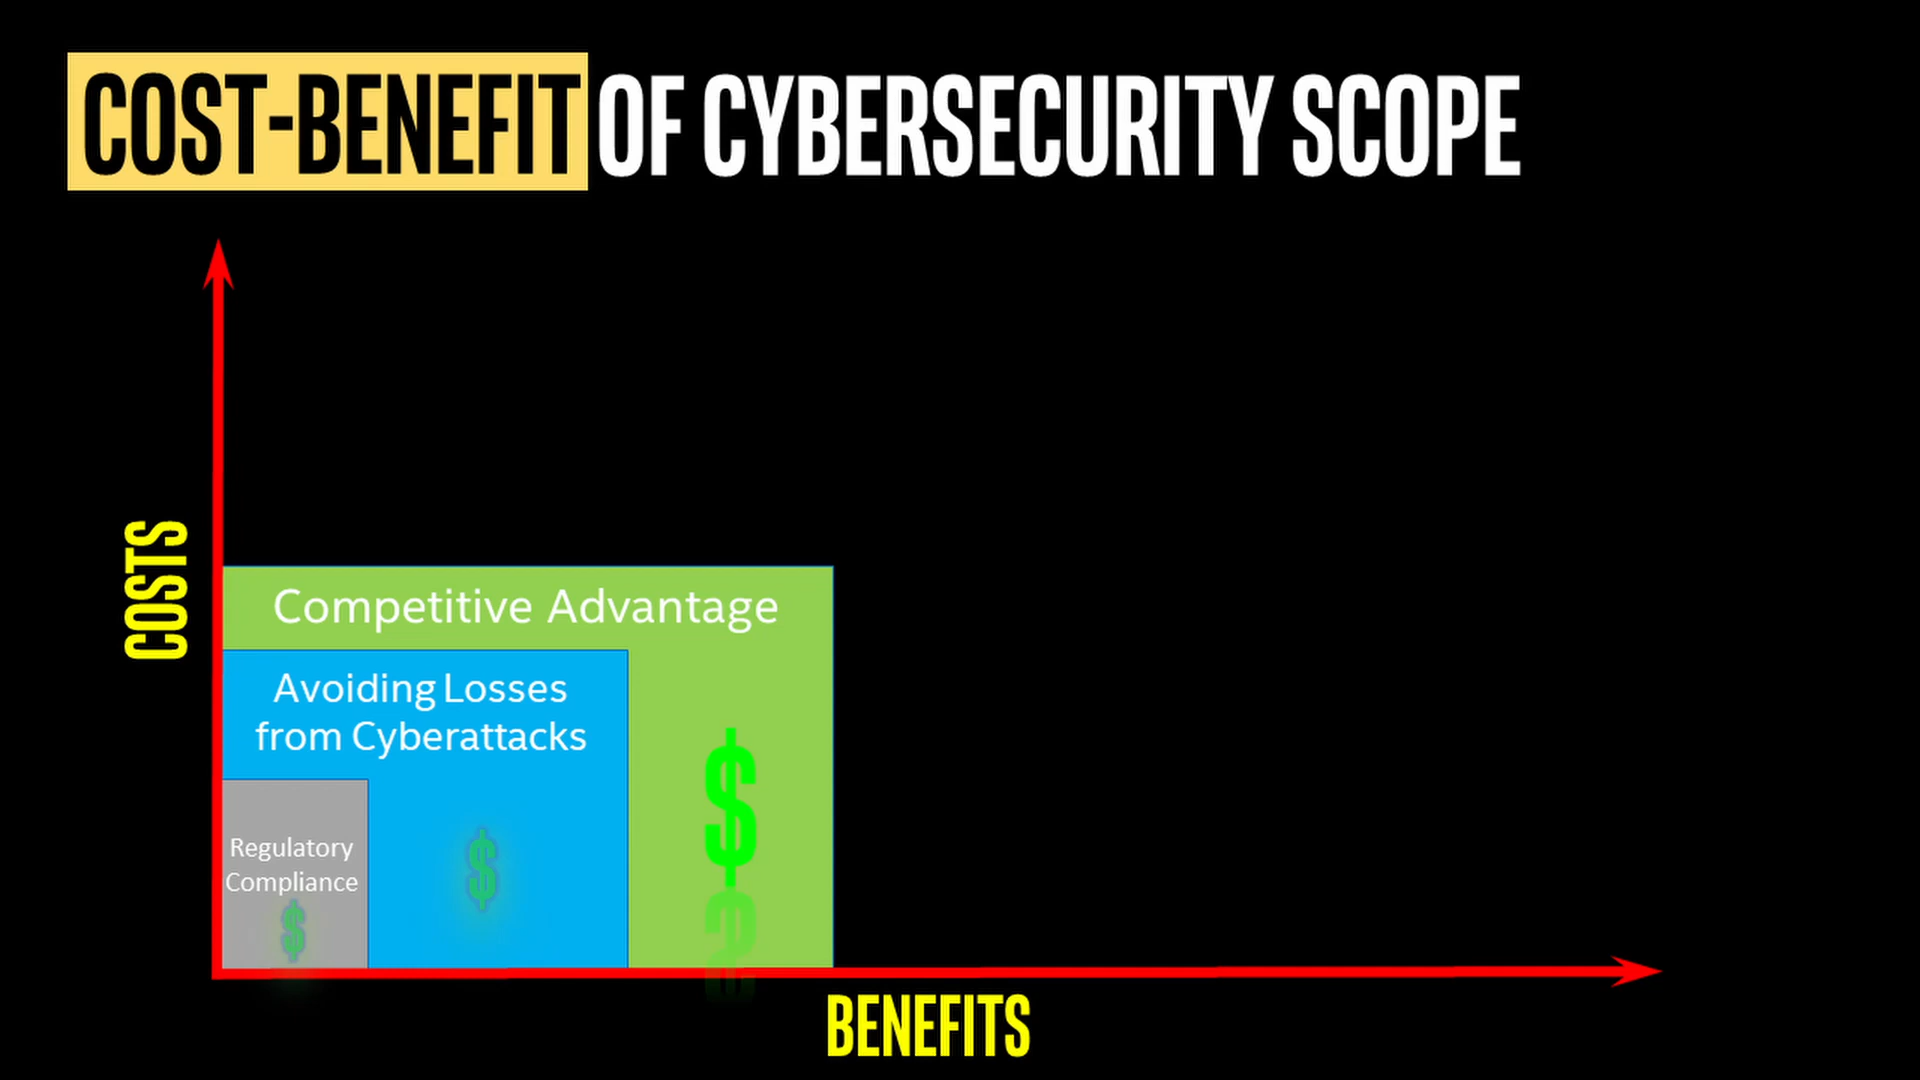 COST-BENEFIT OF CYBERSECURITY SCOPE
COSTS
Competitive Advantage
Avoiding Losses
from Cyberattacks
$
Regulatory
Compliance
$
$
BENEFITS